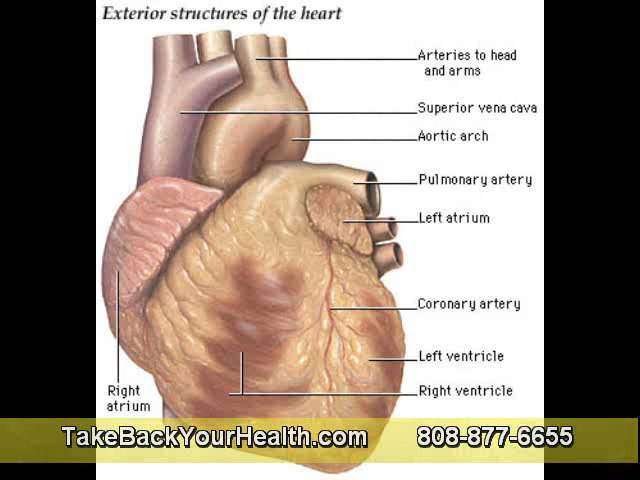 Exterior structures of the heart
Arteries to head
and arms
Superior vena cava
Aortic arch
Pulmonary artery
Left atrium
Coronary artery
Left ventricle
Right ventricle
Right
atrium
TakeBackYourHealth.com 808-877-6655